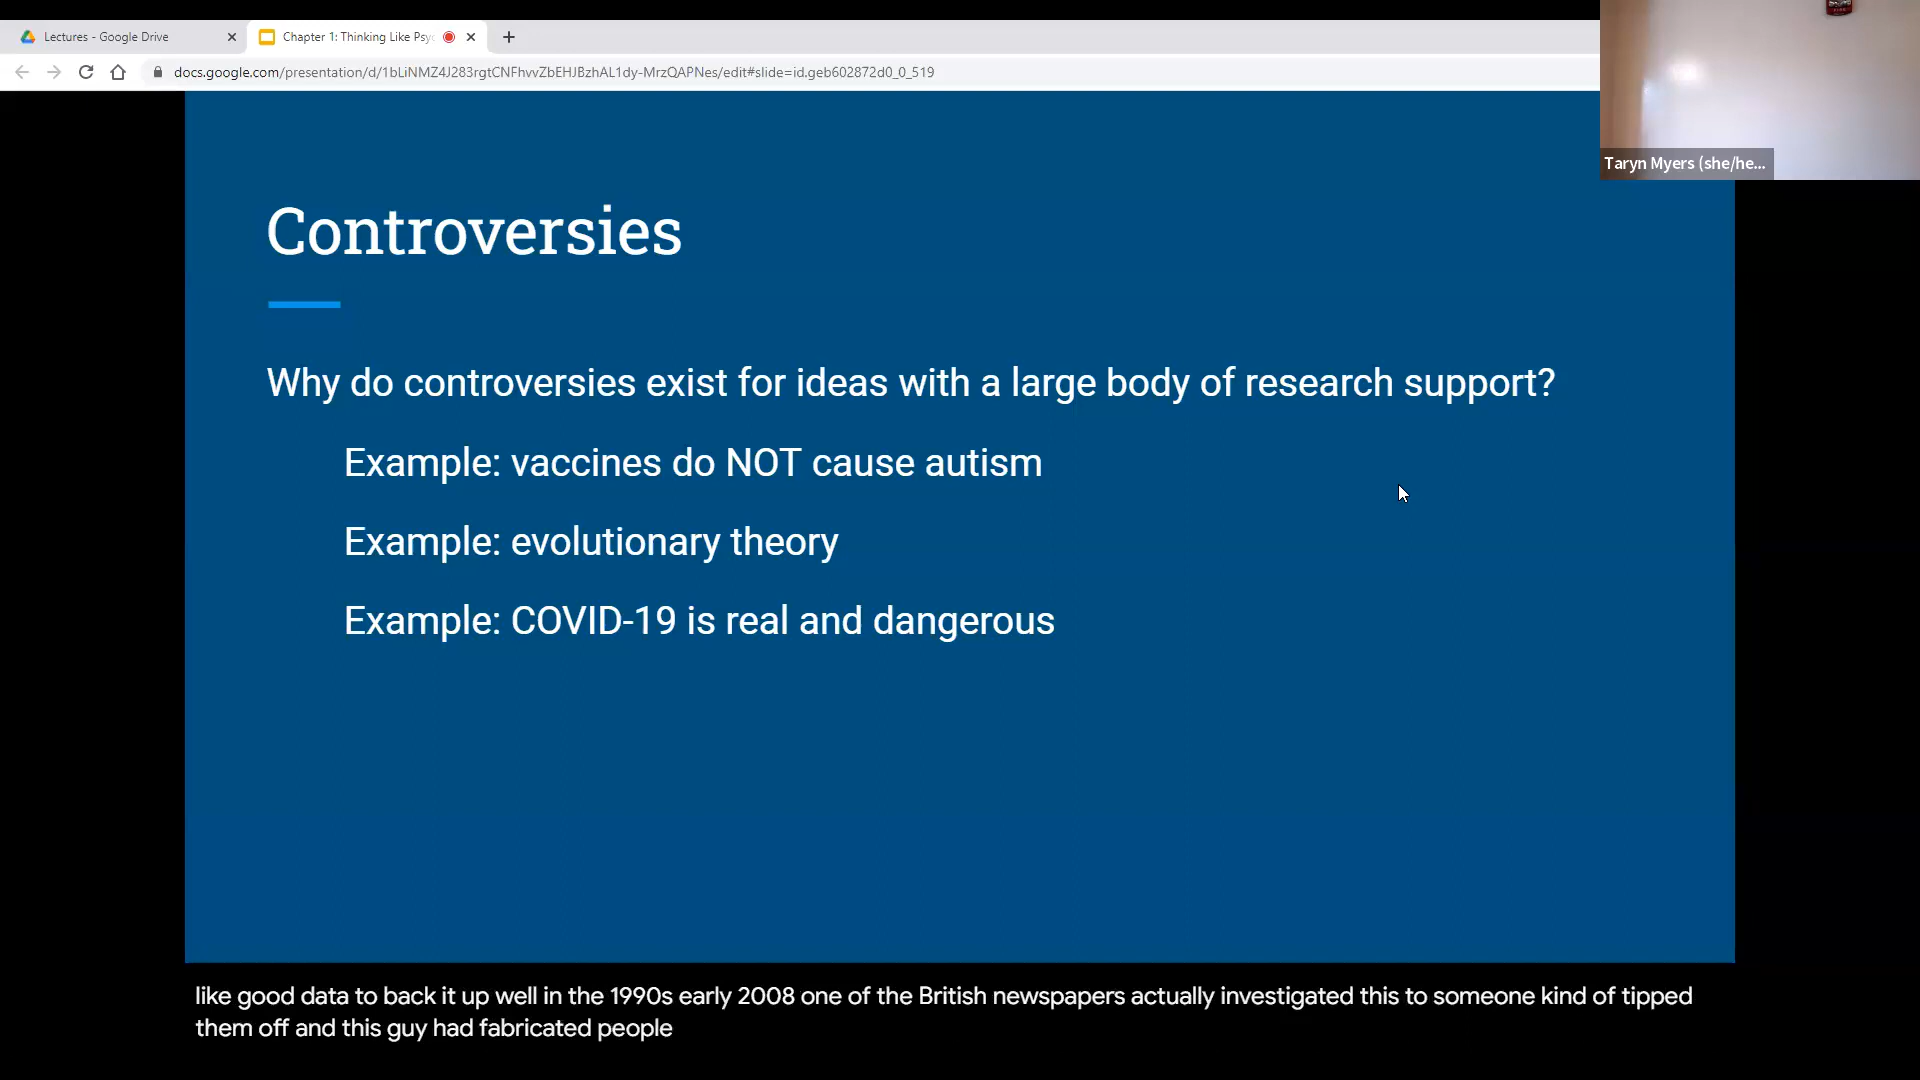 Lectures - Google Drive
Chapter 1: Thinking Like Psy
docs.google.com/presentation/d/1bLiNMZ4J283rgtCNFhvvZbEHJBzhAL1dy-MrzQAPNes/edit#slide=id.geb602872d0_0_519
Taryn Myers (she/he...
Controversies
Why do controversies exist for ideas with a large body of research support?
Example: vaccines do NOT cause autism
Example: evolutionary theory
Example: COVID-19 is real and dangerous
like good data to back it up well in the 1990s early 2008 one of the British newspapers actually investigated this to someone kind of tipped
them off and this guy had fabricated people